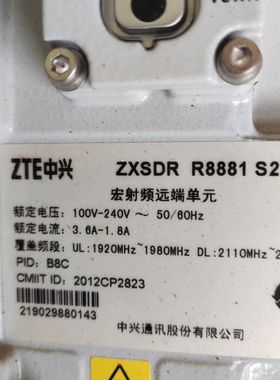 ZTE中兴 ZXSDR R8881 S2
宏射频远端单元
额定电压: 100V-240V ～ 50/60Hz
额定电流: 3.6A-1.8A
覆盖频段: UL:1920MHz~1980MHz DL:2110MHz~2
PID: B8C
CMIIT ID: 2012CP2823
219029880143
中兴通讯股份有限公司